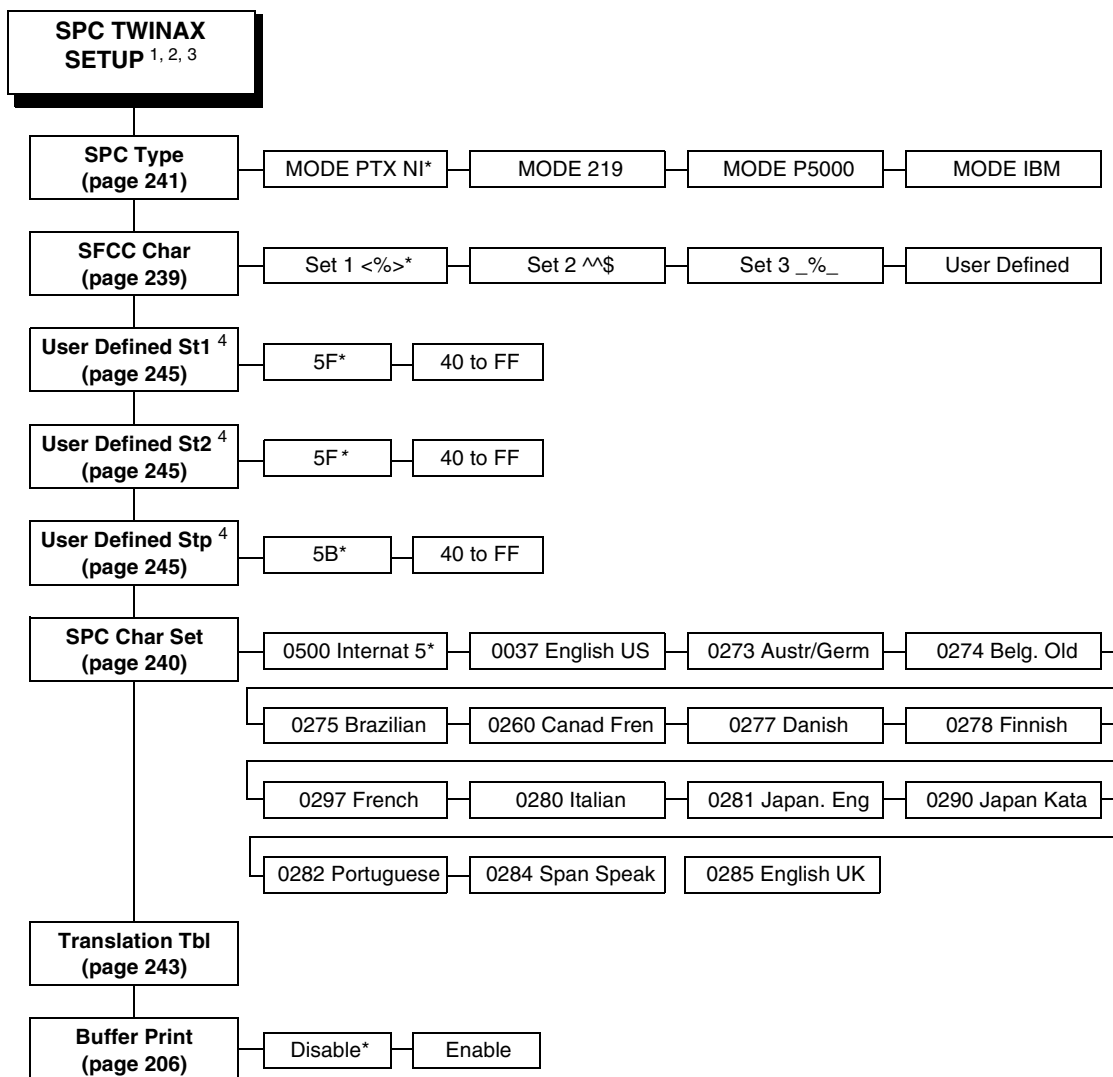 SPC TWINAX
SETUP 1, 2, 3
SPC Type
(page 241)
MODE PTX NI*
MODE 219
MODE P5000
MODE IBM
SFCC Char
(page 239)
Set 1 <%>*
Set 2 ^^$
Set 3 _%_
User Defined
User Defined St1 4
(page 245)
5F*
40 to FF
User Defined St2 4
(page 245)
5F*
40 to FF
User Defined Stp 4
(page 245)
5B*
40 to FF
SPC Char Set
(page 240)
0500 Internat 5*
0037 English US
0273 Austr/Germ
0274 Belg. Old
0275 Brazilian
0260 Canad Fren
0277 Danish
0278 Finnish
0297 French
0280 Italian
0281 Japan. Eng
0290 Japan Kata
0282 Portuguese
0284 Span Speak
0285 English UK
Translation Tbl
(page 243)
Buffer Print
(page 206)
Disable*
Enable